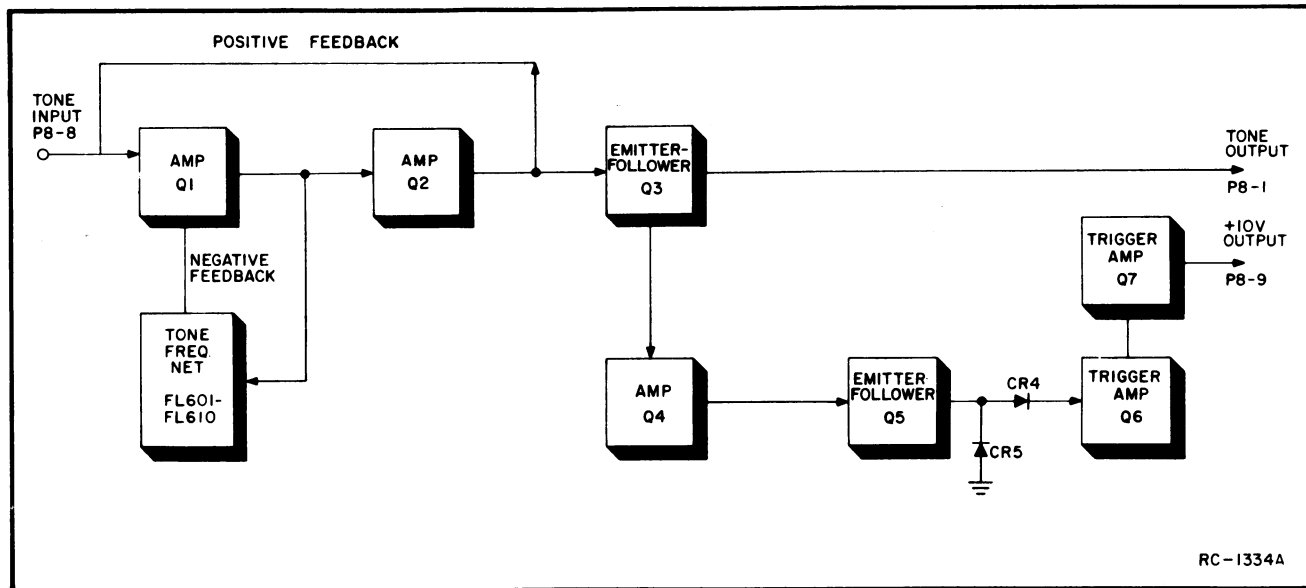 POSITIVE FEEDBACK
TONE
INPUT
P8-8
AMP
Q1
AMP
Q2
EMITTER-
FOLLOWER
Q3
TONE
OUTPUT
P8-1
+10V
OUTPUT
P8-9
TRIGGER
AMP
Q7
NEGATIVE
FEEDBACK
TONE
FREQ.
NET
FL601-
FL610
AMP
Q4
EMITTER-
FOLLOWER
Q5
CR4
CR5
TRIGGER
AMP
Q6
RC-1334A